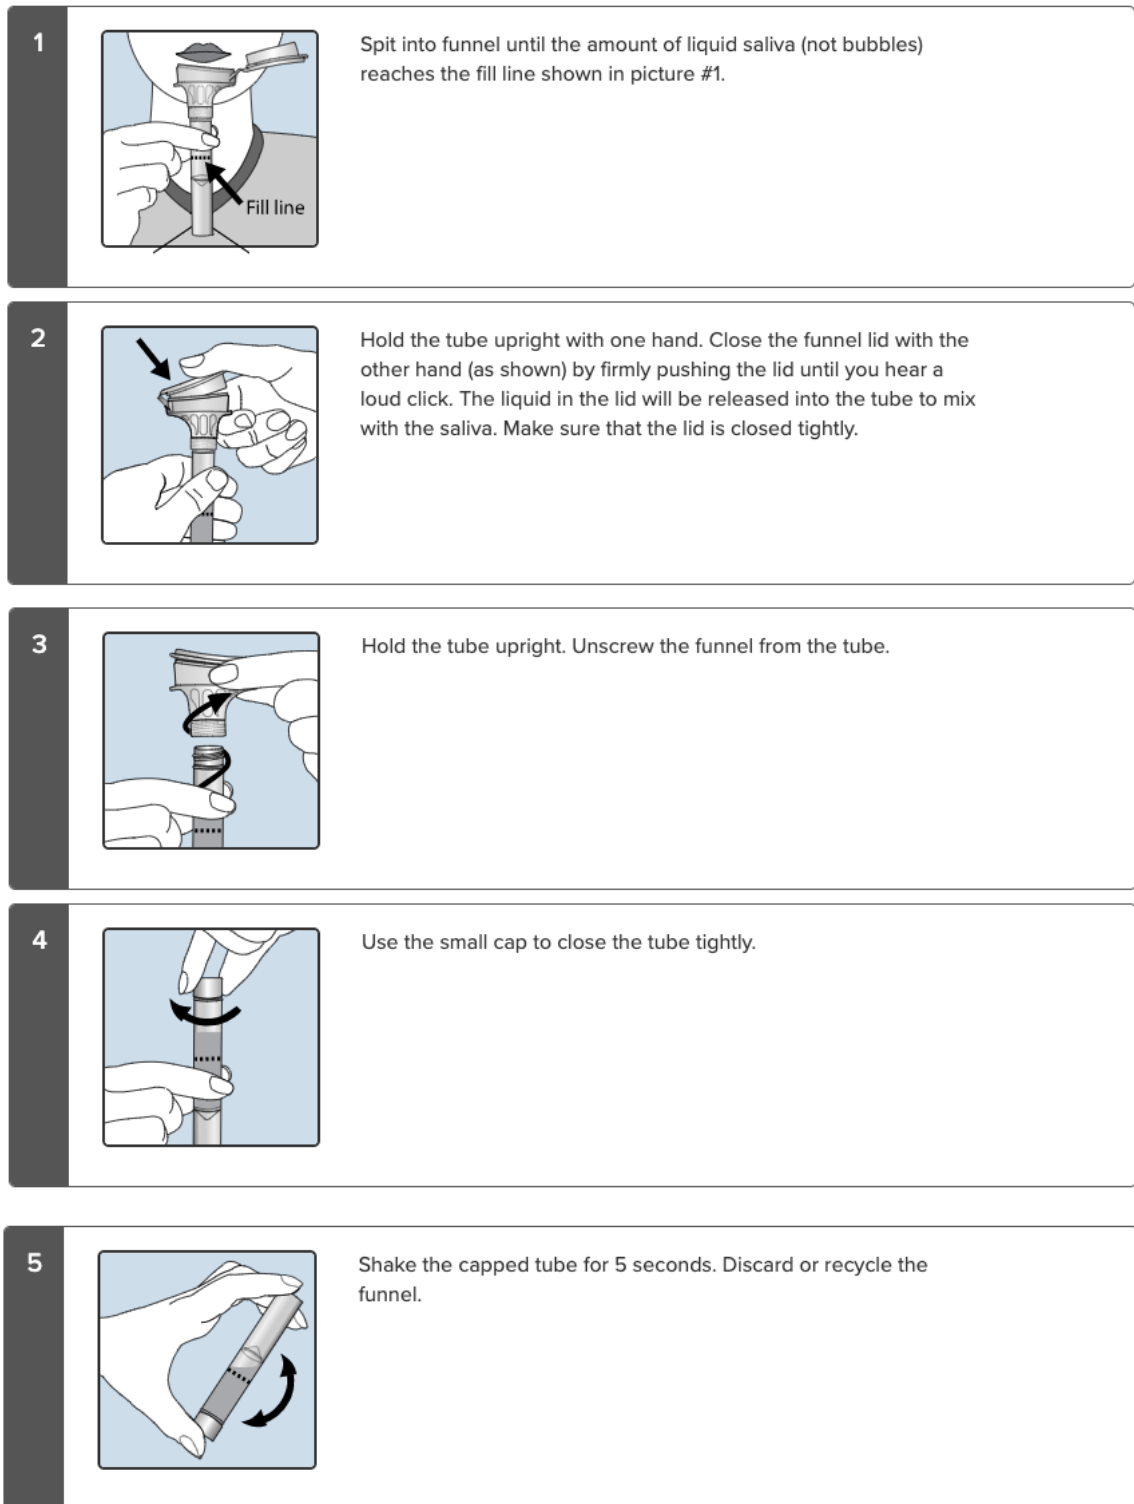 1
Spit into funnel until the amount of liquid saliva (not bubbles)
reaches the fill line shown in picture #1.
Fill line
2
Hold the tube upright with one hand. Close the funnel lid with the
other hand (as shown) by firmly pushing the lid until you hear a
loud click. The liquid in the lid will be released into the tube to mix
with the saliva. Make sure that the lid is closed tightly.
3
Hold the tube upright. Unscrew the funnel from the tube.
4
Use the small cap to close the tube tightly.
5
Shake the capped tube for 5 seconds. Discard or recycle the
funnel.